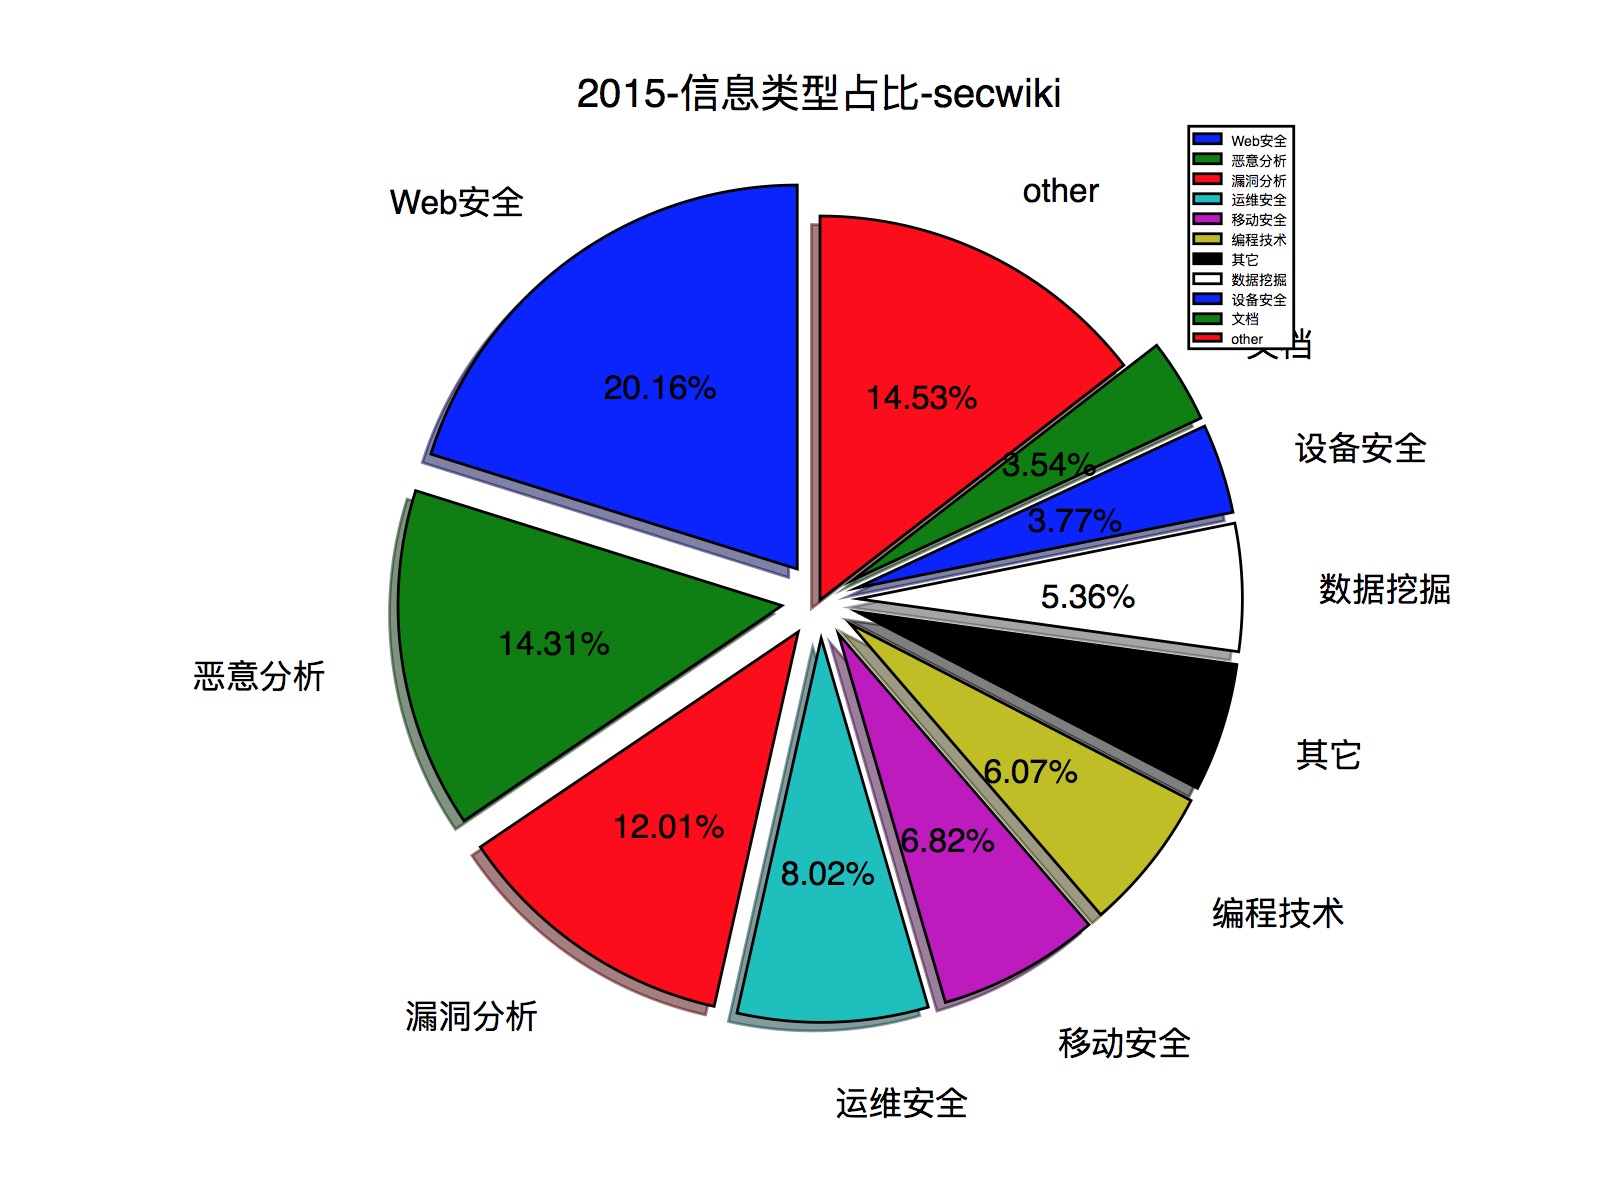 2015-信息类型占比-secwiki
Web安全
恶意分析
漏洞分析
运维安全
移动安全
编程技术
其它
数据挖掘
设备安全
文档
other
Web安全
other
文档
20.16%
14.53%
设备安全
3.54%
3.77%
数据挖掘
5.36%
14.31%
恶意分析
其它
6.07%
12.01%
6.82%
8.02%
编程技术
漏洞分析
移动安全
运维安全